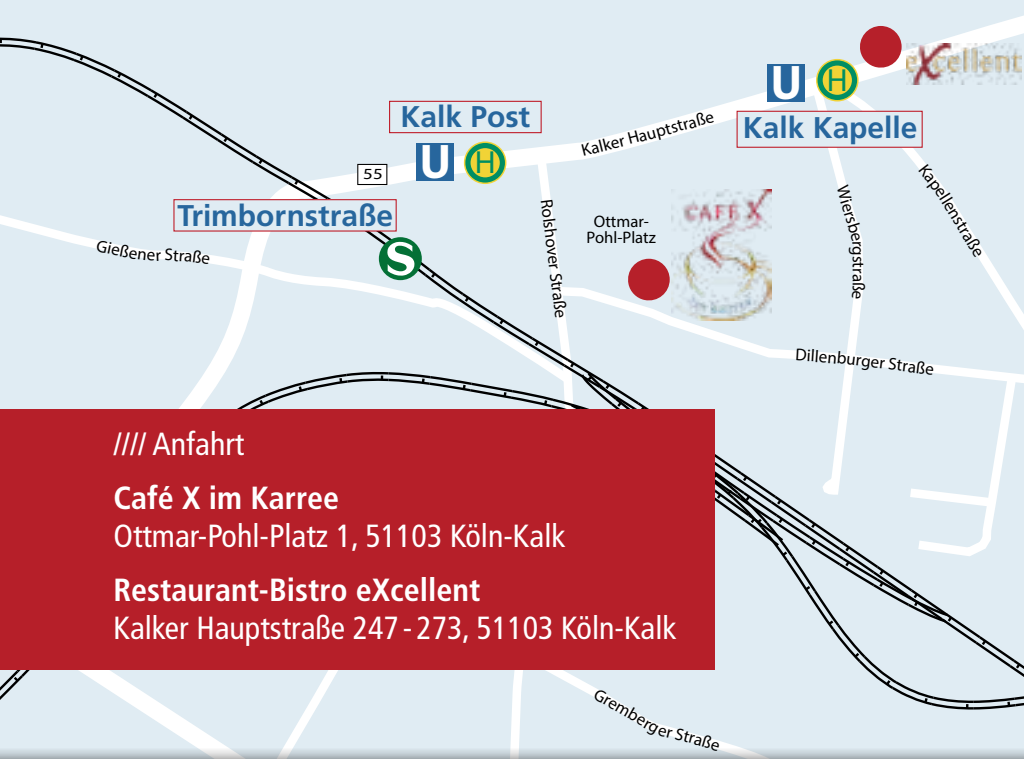 eXcellent
Kalk Post
U H
U H
Kalk Kapelle
Kalker Hauptstraße
55
Trimbornstraße
S
Gießener Straße
Rolshover Straße
Ottmar-
Pohl-Platz
CAFÉ X
Wiersbergstraße
Kapellenstraße
Dillenburger Straße
//// Anfahrt
Café X im Karree
Ottmar-Pohl-Platz 1, 51103 Köln-Kalk
Restaurant-Bistro eXcellent
Kalker Hauptstraße 247 - 273, 51103 Köln-Kalk
Gremberger Straße